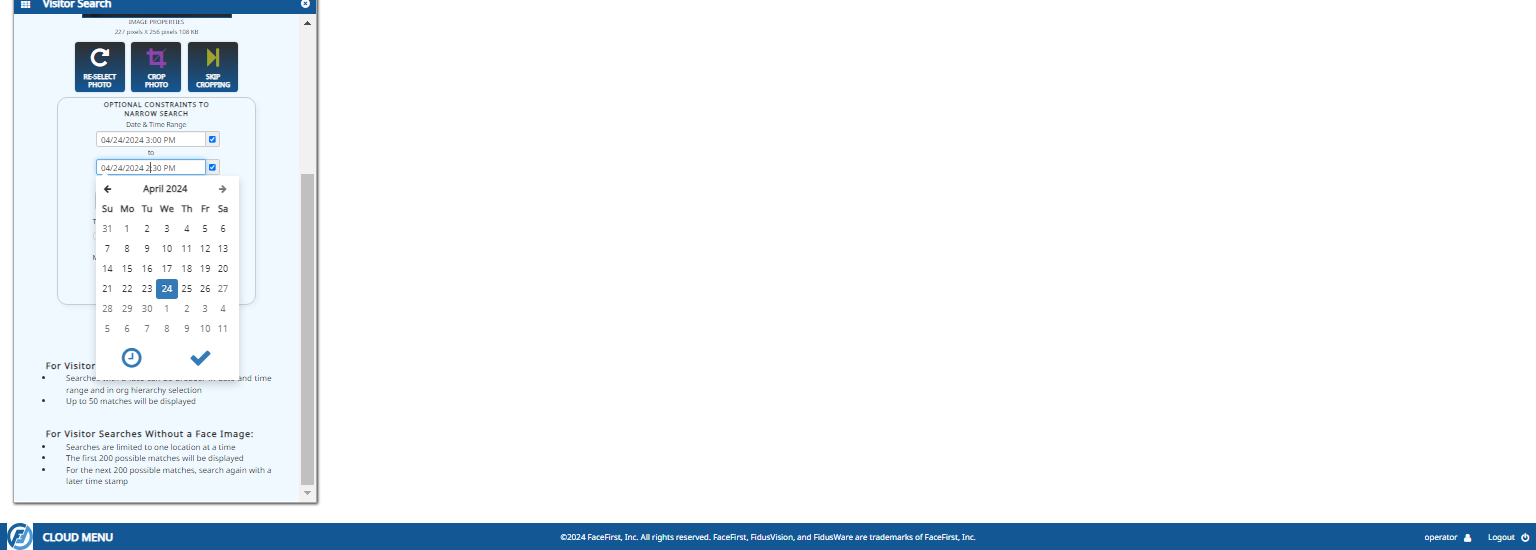 Visitor Search
IMAGE PROPERTIES
227 pixels X 256 pixels 108 KB
RE-SELECT PHOTO
CROP PHOTO
SKIP CROPPING
OPTIONAL CONSTRAINTS TO
NARROW SEARCH
Date & Time Range
04/24/2024 3:00 PM
to
04/24/2024 2:30 PM
April 2024
Su Mo Tu We Th Fr Sa
31 1 2 3 4 5 6
7 8 9 10 11 12 13
14 15 16 17 18 19 20
21 22 23 24 25 26 27
28 29 30 1 2 3 4
5 6 7 8 9 10 11
For Visitor
Searches and time
range and in org hierarchy selection
Up to 50 matches will be displayed
For Visitor Searches Without a Face Image:
Searches are limited to one location at a time
The first 200 possible matches will be displayed
For the next 200 possible matches, search again with a
later time stamp
CLOUD MENU
©2024 FaceFirst, Inc. All rights reserved. FaceFirst, FidusVision, and FidusWare are trademarks of FaceFirst, Inc.
operator
Logout